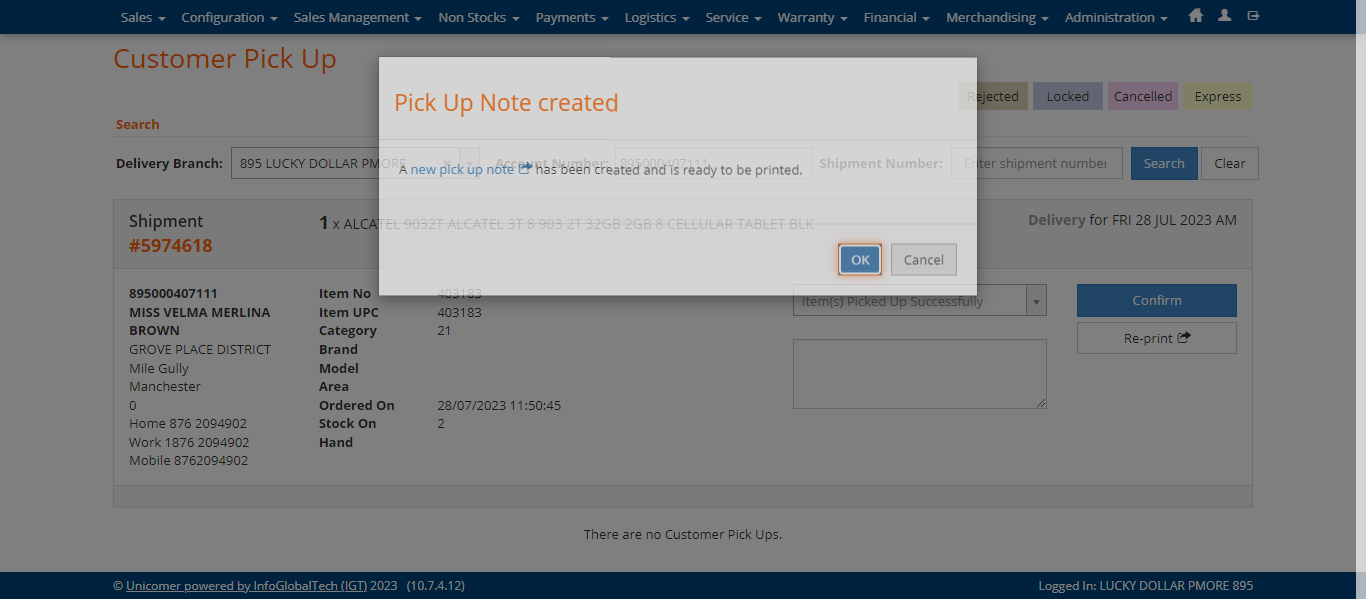 Sales Configuration Sales Management Non Stocks Payments Logistics Service Warranty Financial Merchandising Administration
Customer Pick Up
Rejected Locked Cancelled Express
Pick Up Note created
Search
Delivery Branch: 895 LUCKY DOLLAR PMORE Account Number: 895000407111 Shipment Number: Enter shipment number Search Clear
A new pick up note has been created and is ready to be printed.
Shipment
#5974618
1 x ALCATEL 9032T ALCATEL 3T 8 903 2T 32GB 2GB 8 CELLULAR TABLET BLK
Delivery for FRI 28 JUL 2023 AM
OK Cancel
895000407111
MISS VELMA MERLINA
BROWN
GROVE PLACE DISTRICT
Mile Gully
Manchester
0
Home 876 2094902
Work 1876 2094902
Mobile 8762094902
Item No 403183
Item UPC 403183
Category 21
Brand
Model
Area
Ordered On 28/07/2023 11:50:45
Stock On 2
Hand
Item(s) Picked Up Successfully
Confirm
Re-print
There are no Customer Pick Ups.
© Unicomer powered by InfoGlobalTech (IGT) 2023 (10.7.4.12)
Logged In: LUCKY DOLLAR PMORE 895